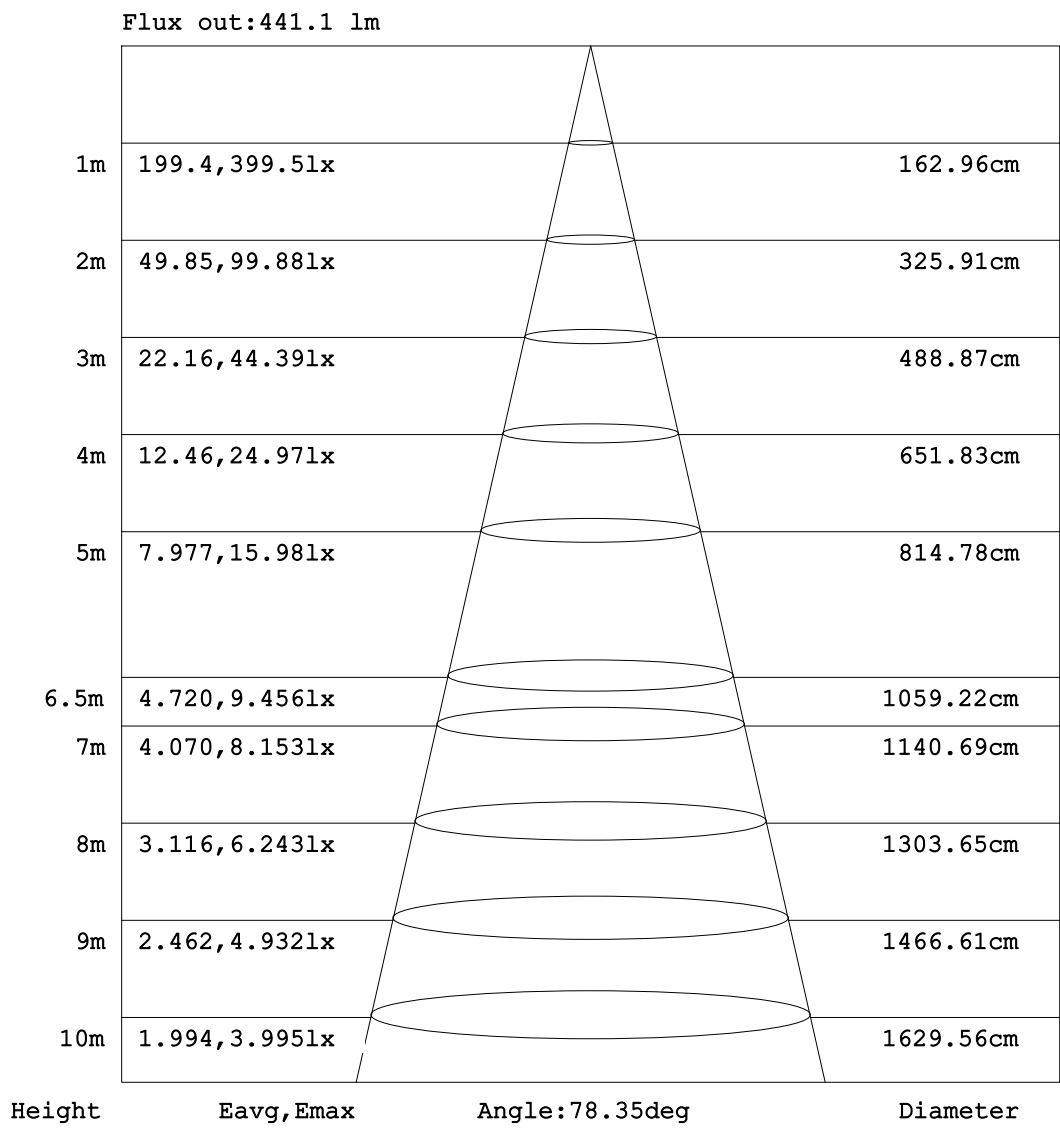 Flux out:441.1 lm
1m 199.4,399.5lx 162.96cm
2m 49.85,99.88lx 325.91cm
3m 22.16,44.39lx 488.87cm
4m 12.46,24.97lx 651.83cm
5m 7.977,15.98lx 814.78cm
6.5m 4.720,9.456lx 1059.22cm
7m 4.070,8.153lx 1140.69cm
8m 3.116,6.243lx 1303.65cm
9m 2.462,4.932lx 1466.61cm
10m 1.994,3.995lx 1629.56cm
Height Eavg,Emax Angle:78.35deg Diameter